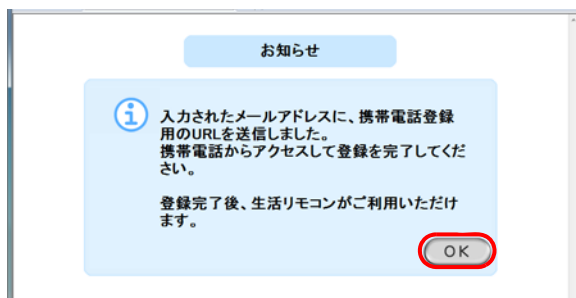 お知らせ
入力されたメールアドレスに、携帯電話登録
用のURLを送信しました。
携帯電話からアクセスして登録を完了してくだ
さい。
登録完了後、生活リモコンがご利用いただけ
ます。
OK